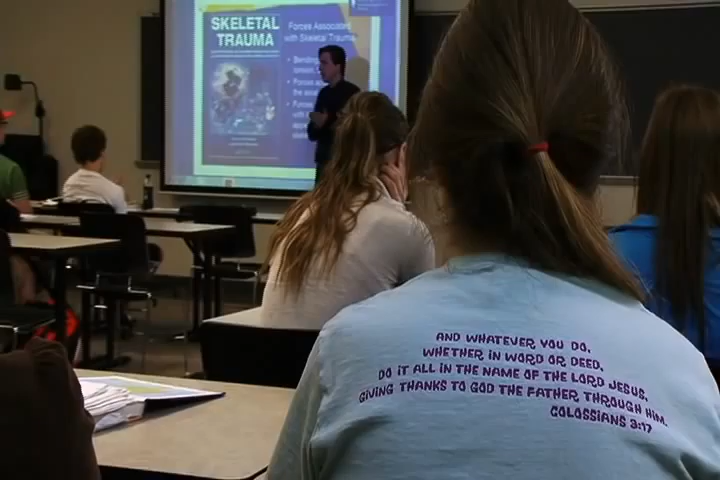 SKELETAL
TRAUMA
Forces Associated
with Skeletal Trauma
AND WHATEVER YOU DO,
WHETHER IN WORD OR DEED,
DO IT ALL IN THE NAME OF THE LORD JESUS,
GIVING THANKS TO GOD THE FATHER THROUGH HIM.
COLOSSIANS 3:17